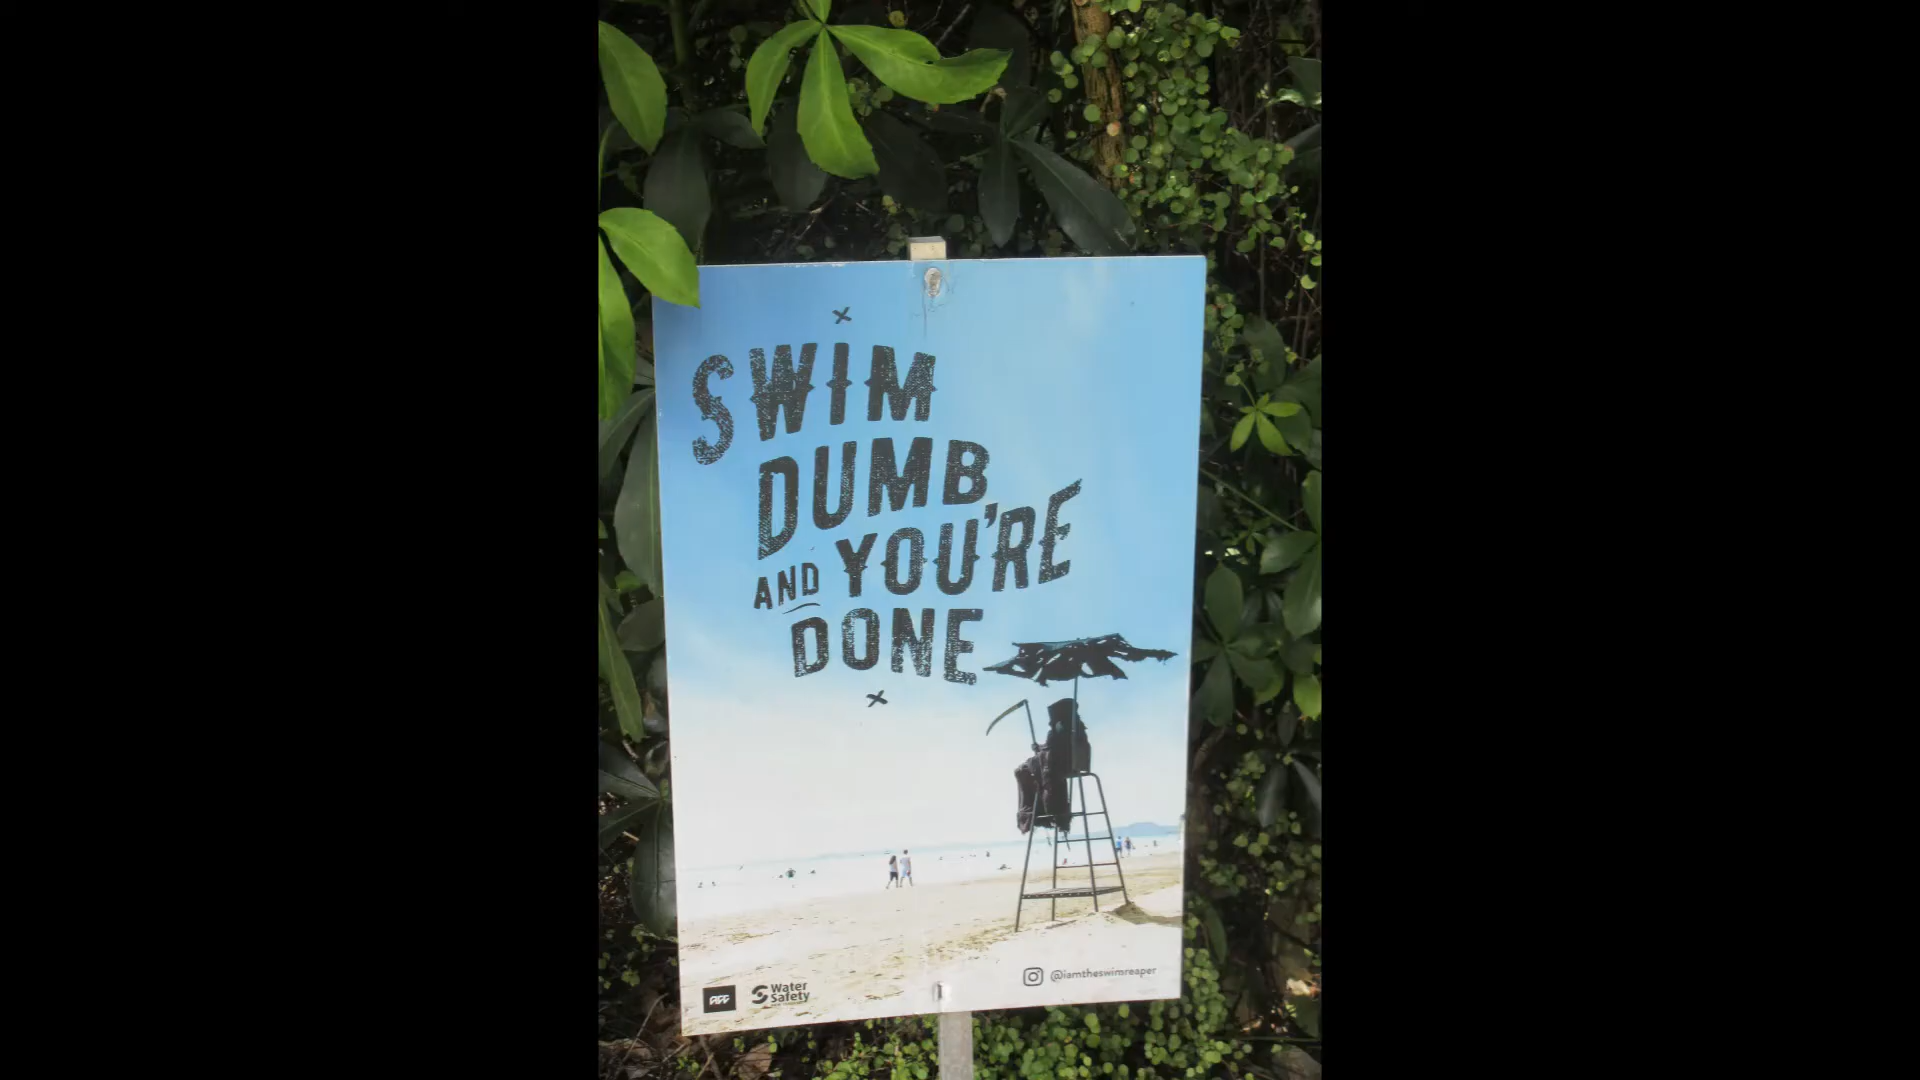 SWIM
DUMB
AND YOU'RE
DONE
@iamtheswimreaper
Water
Safety